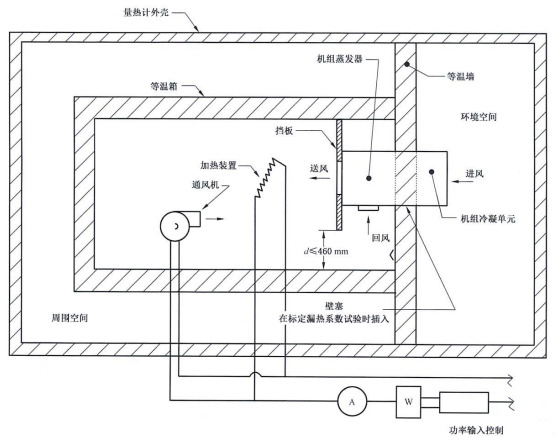 量热计外壳
机组蒸发器
等温墙
等温箱
环境空间
挡板
加热装置
送风
进风
通风机
机组冷凝单元
回风
d≤460 mm
壁塞
在标定漏热系数试验时插入
周围空间
A
W
功率输入控制